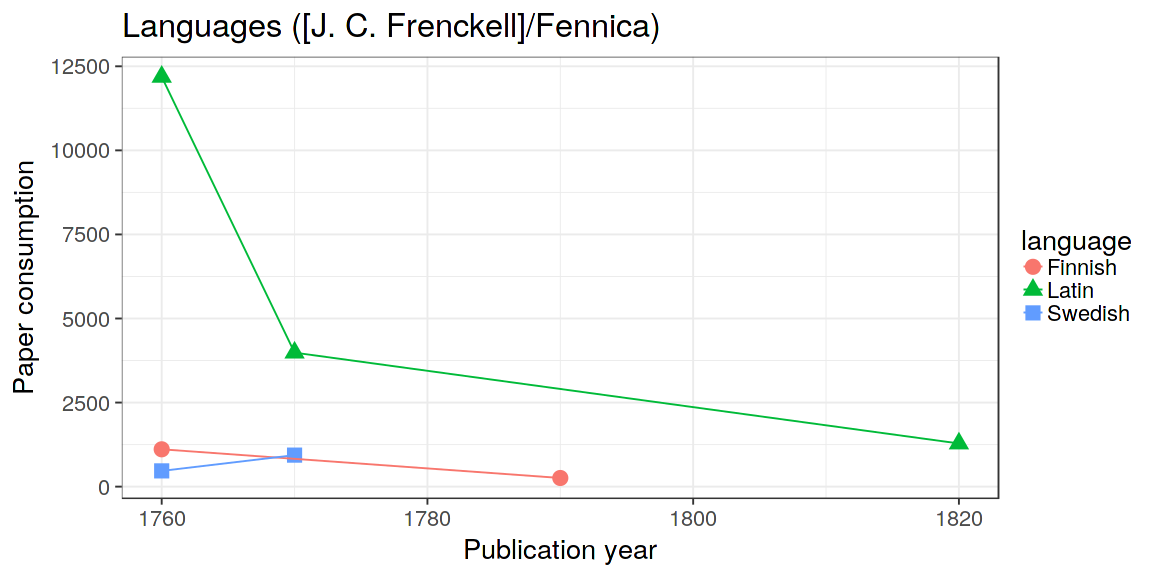 Languages ([J. C. Frenckell]/Fennica)
12500
10000
7500
5000
2500
0
Paper consumption
1760 1780 1800 1820
Publication year
language
Finnish
Latin
Swedish